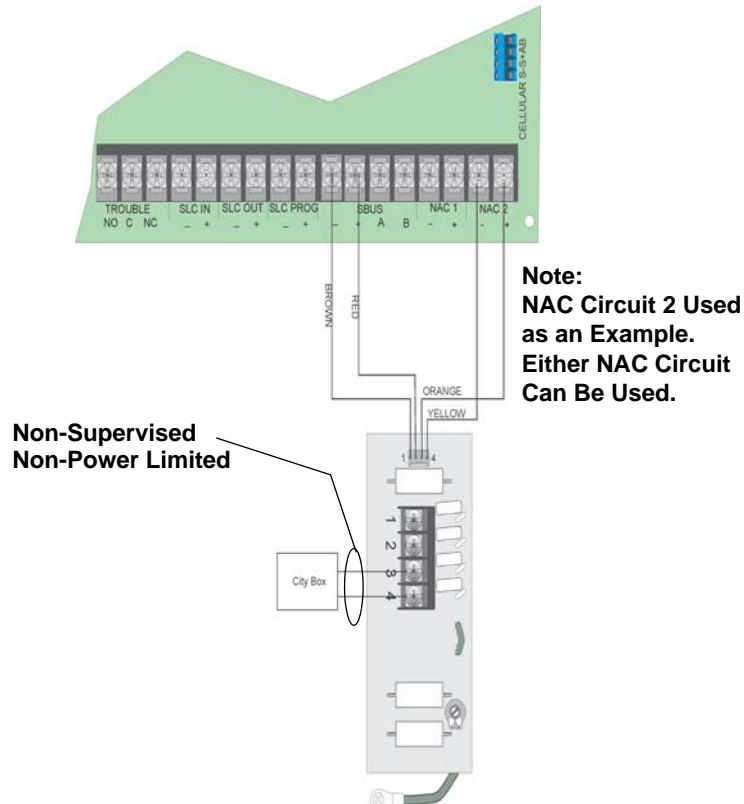 CELLULAR S-S+AB
TROUBLE SLC IN SLC OUT SLC PROG SBUS NAC 1 NAC 2
NO C NC – + – + – + – + A B - + - +
BROWN
RED
Note:
NAC Circuit 2 Used
as an Example.
Either NAC Circuit
Can Be Used.
ORANGE
YELLOW
Non-Supervised
Non-Power Limited
1 4
1
2
3
4
City Box